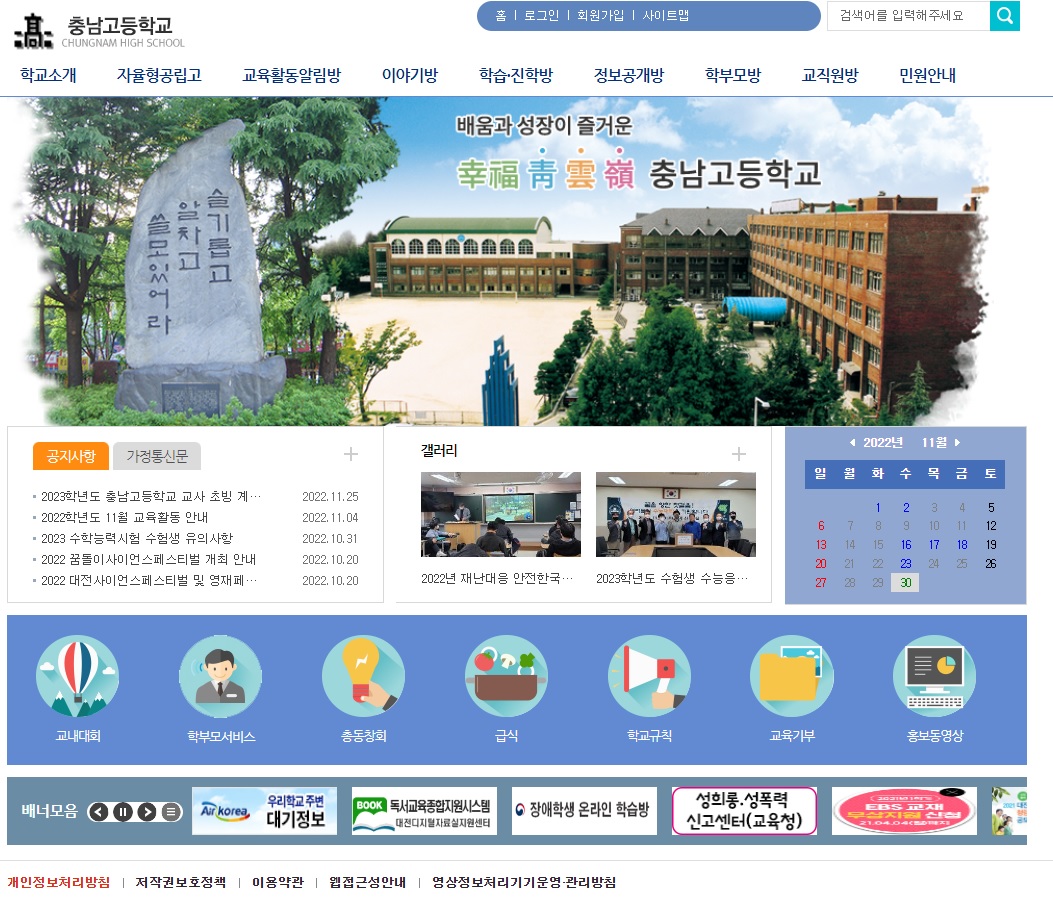 충남고등학교
CHUNGNAM HIGH SCHOOL
홈 | 로그인 | 회원가입 | 사이트맵
검색어를 입력해주세요
학교소개 자율형공립고 교육활동알림방 이야기방 학습·진학방 정보공개방 학부모방 교직원방 민원안내
배움과 성장이 즐거운
幸福 靑雲嶺 충남고등학교
슬기롭고
알차고
쓸모있어라
공지사항 가정통신문
2023학년도 충남고등학교 교사 초빙 계… 2022.11.25
2022학년도 11월 교육활동 안내 2022.11.04
2023 수학능력시험 수험생 유의사항 2022.10.31
2022 꿈돌이사이언스페스티벌 개최 안내 2022.10.20
2022 대전사이언스페스티벌 및 영재페… 2022.10.20
갤러리
2022년 재난대응 안전한국… 2023학년도 수험생 수능응…
2022년 11월
일 월 화 수 목 금 토
1 2 3 4 5
6 7 8 9 10 11 12
13 14 15 16 17 18 19
20 21 22 23 24 25 26
27 28 29 30
교내대회 학부모서비스 총동창회 급식 학교규칙 교육기부 홍보동영상
배너모음
Air korea 우리학교 주변
대기정보
BOOK 독서교육종합지원시스템
대전디지털자료실지원센터
장애학생 온라인 학습방
성희롱·성폭력
신고센터(교육청)
EBS 교재
무상지원 신청
개인정보처리방침 | 저작권보호정책 | 이용약관 | 웹접근성안내 | 영상정보처리기기운영·관리방침